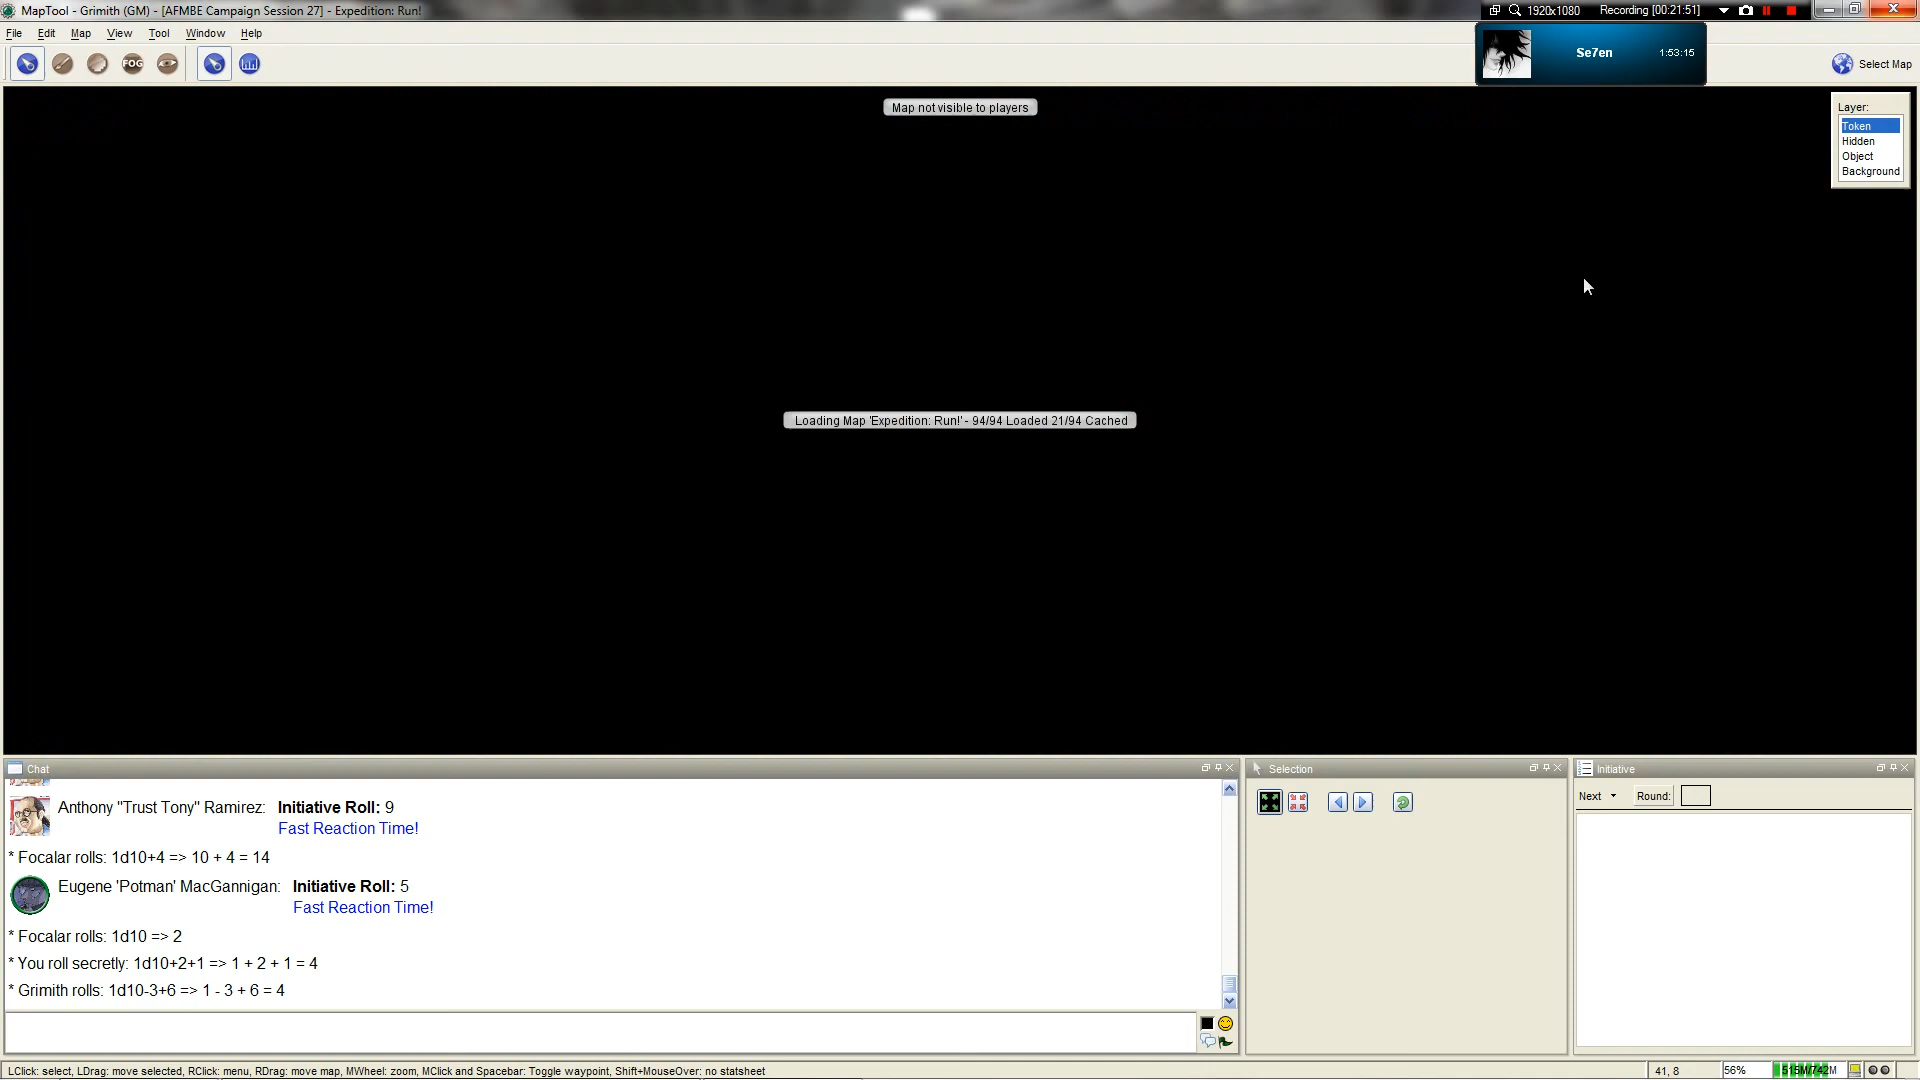 MapTool - Grimith (GM) - [AFMBE Campaign Session 27] - Expedition: Run!
1920x1080 Recording [00:21:51]
File Edit Map View Tool Window Help
Se7en 1:53:15
FOG
Select Map
Map not visible to players
Layer:
Token
Hidden
Object
Background
Loading Map 'Expedition: Run!' - 94/94 Loaded 21/94 Cached
Chat
Anthony "Trust Tony" Ramirez: Initiative Roll: 9
Fast Reaction Time!
* Focalar rolls: 1d10+4 => 10 + 4 = 14
Eugene 'Potman' MacGannigan: Initiative Roll: 5
Fast Reaction Time!
* Focalar rolls: 1d10 => 2
* You roll secretly: 1d10+2+1 => 1 + 2 + 1 = 4
* Grimith rolls: 1d10-3+6 => 1 - 3 + 6 = 4
Selection
Initiative
Next Round:
LClick: select, LDrag: move selected, RClick: menu, RDrag: move map, MWheel: zoom, MClick and Spacebar: Toggle waypoint, Shift+MouseOver: no statsheet
41, 8 56% 515M/742M